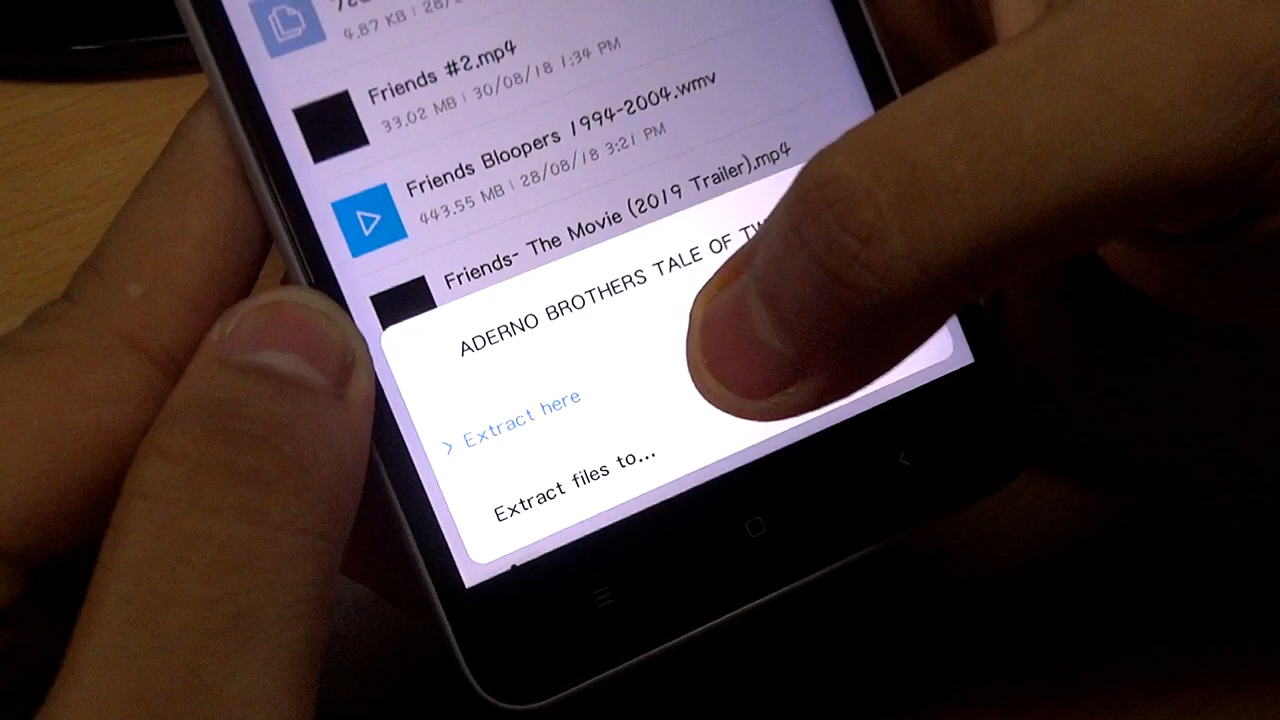 4.87 KB | 28/
Friends #2.mp4
33.02 MB | 30/08/18 1:34 PM
Friends Bloopers 1994-2004.wmv
443.55 MB | 28/08/18 3:21 PM
Friends- The Movie (2019 Trailer).mp4
ADERNO BROTHERS TALE OF TW
> Extract here
Extract files to...